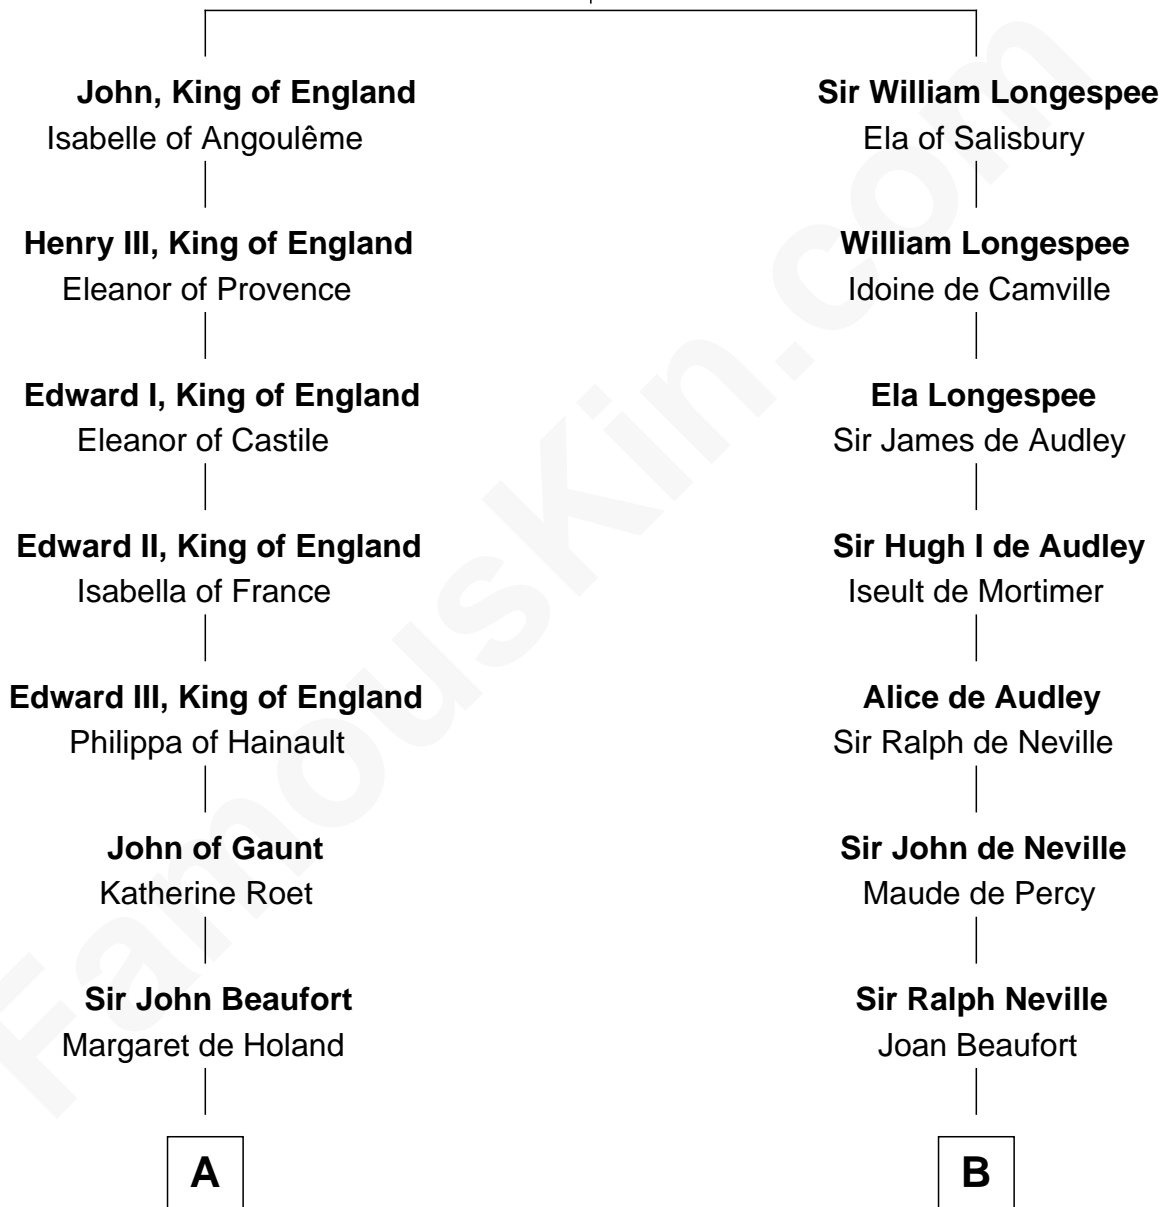 John, King of England
Isabelle of Angoulême
Henry III, King of England
Eleanor of Provence
Edward I, King of England
Eleanor of Castile
Edward II, King of England
Isabella of France
Edward III, King of England
Philippa of Hainault
John of Gaunt
Katherine Roet
Sir John Beaufort
Margaret de Holand
A
Sir William Longespee
Ela of Salisbury
William Longespee
Idoine de Camville
Ela Longespee
Sir James de Audley
Sir Hugh I de Audley
Iseult de Mortimer
Alice de Audley
Sir Ralph de Neville
Sir John de Neville
Maude de Percy
Sir Ralph Neville
Joan Beaufort
B
FamousKin.com